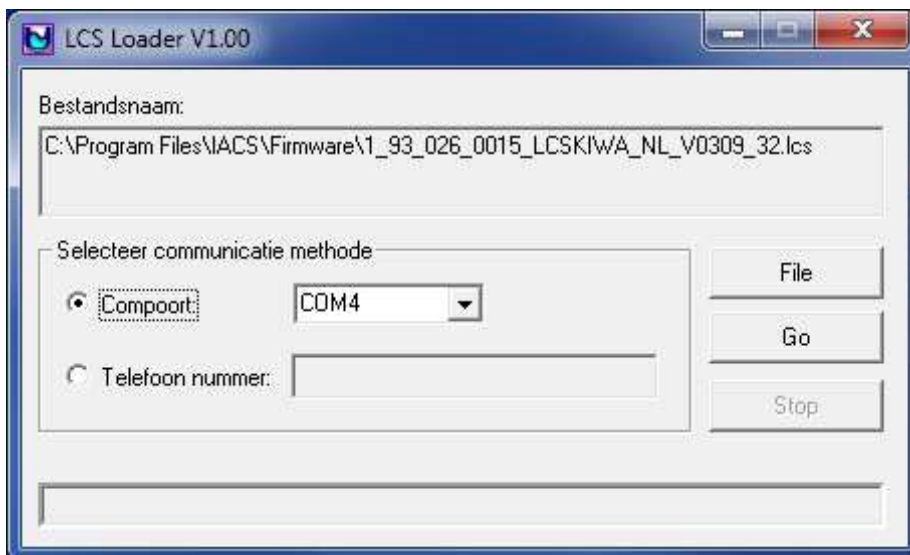 LCS Loader V1.00
Bestandsnaam:
C:\Program Files\IACS\Firmware\1_93_026_0015_LCSKIWA_NL_V0309_32.lcs
Selecteer communicatie methode
Compoort: COM4
Telefoon nummer:
File
Go
Stop